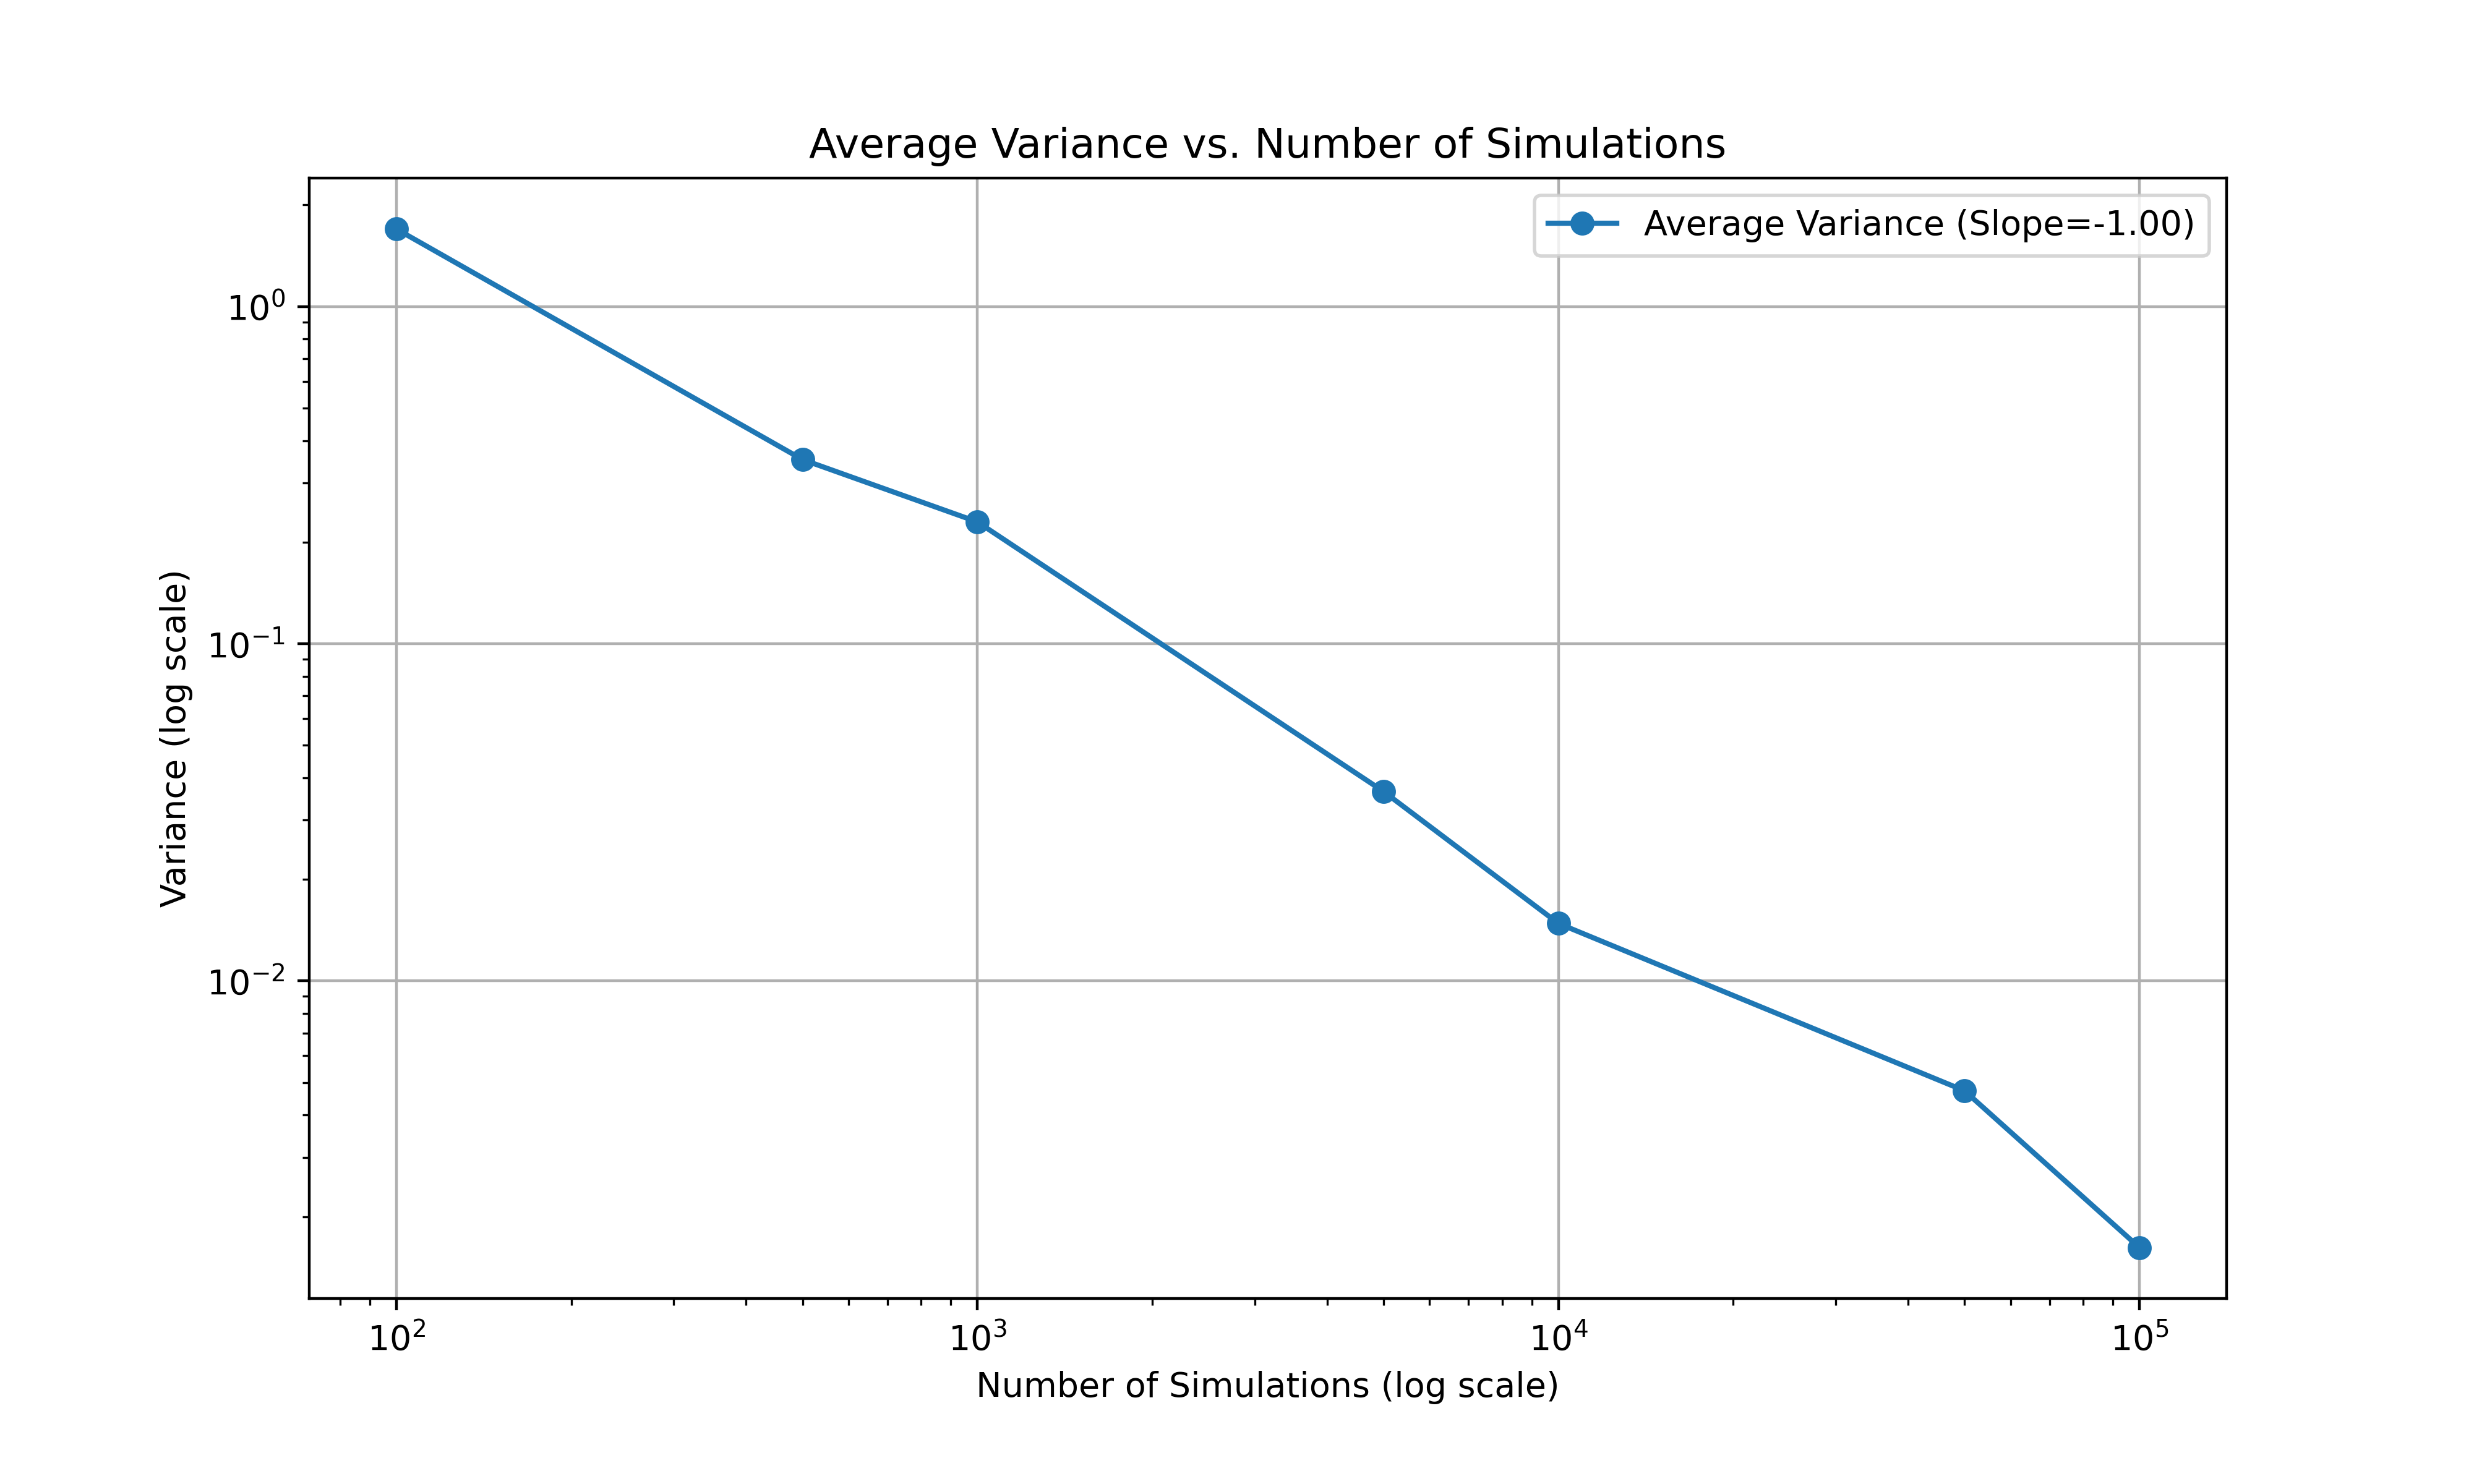 Average Variance vs. Number of Simulations
Average Variance (Slope=-1.00)
Variance (log scale)
10⁰
10⁻¹
10⁻²
10² 10³ 10⁴ 10⁵
Number of Simulations (log scale)